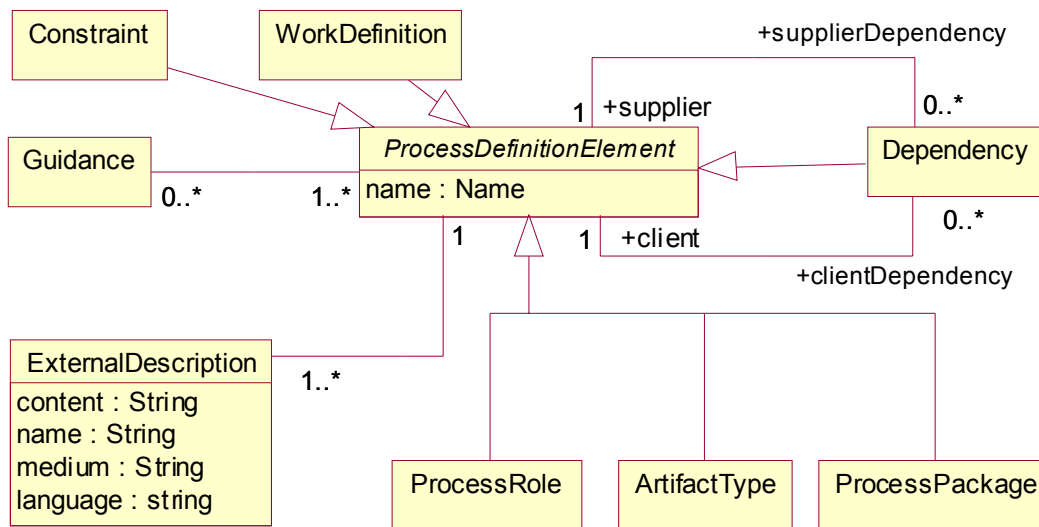 Constraint
WorkDefinition
+supplierDependency
1
+supplier
0..*
ProcessDefinitionElement
name : Name
Dependency
Guidance
0..*
1..*
1
1
+client
0..*
+clientDependency
ExternalDescription
content : String
name : String
medium : String
language : string
1..*
ProcessRole
ArtifactType
ProcessPackage